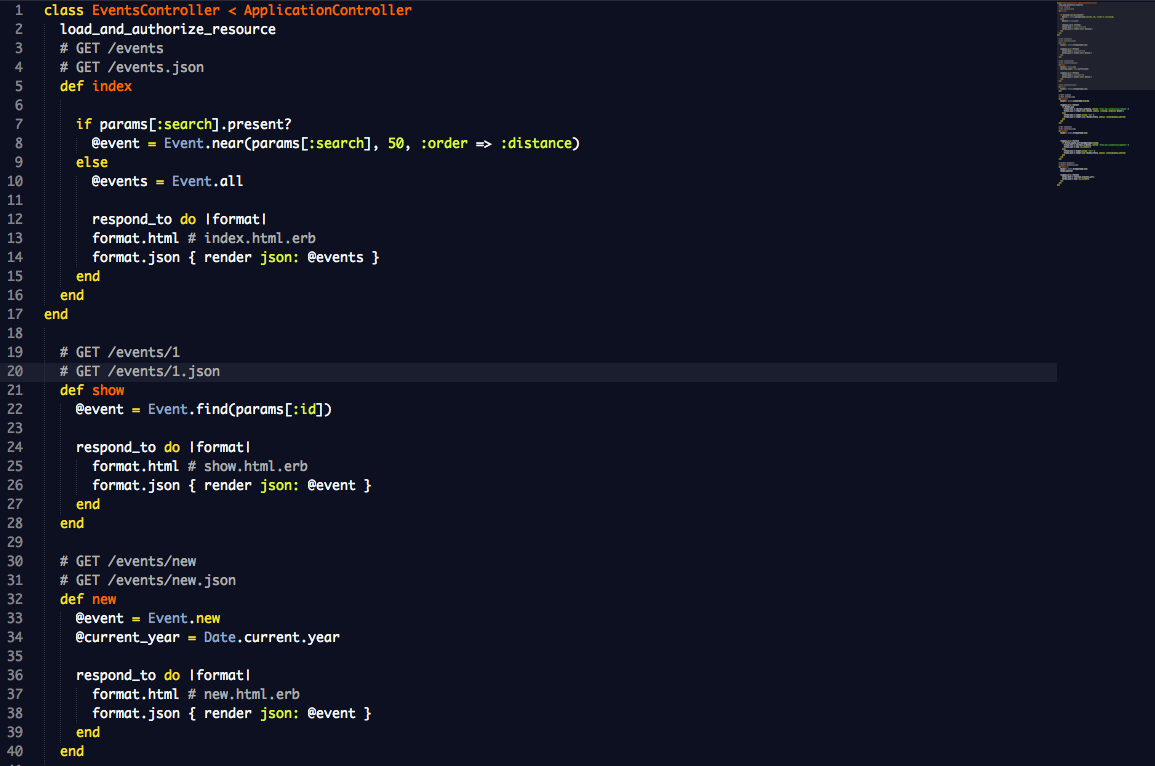 1 class EventsController < ApplicationController
2   load_and_authorize_resource
3   # GET /events
4   # GET /events.json
5   def index
6
7     if params[:search].present?
8       @event = Event.near(params[:search], 50, :order => :distance)
9     else
10       @events = Event.all
11
12       respond_to do |format|
13       format.html # index.html.erb
14       format.json { render json: @events }
15     end
16   end
17 end
18
19   # GET /events/1
20   # GET /events/1.json
21   def show
22     @event = Event.find(params[:id])
23
24     respond_to do |format|
25       format.html # show.html.erb
26       format.json { render json: @event }
27     end
28   end
29
30   # GET /events/new
31   # GET /events/new.json
32   def new
33     @event = Event.new
34     @current_year = Date.current.year
35
36     respond_to do |format|
37       format.html # new.html.erb
38       format.json { render json: @event }
39     end
40   end